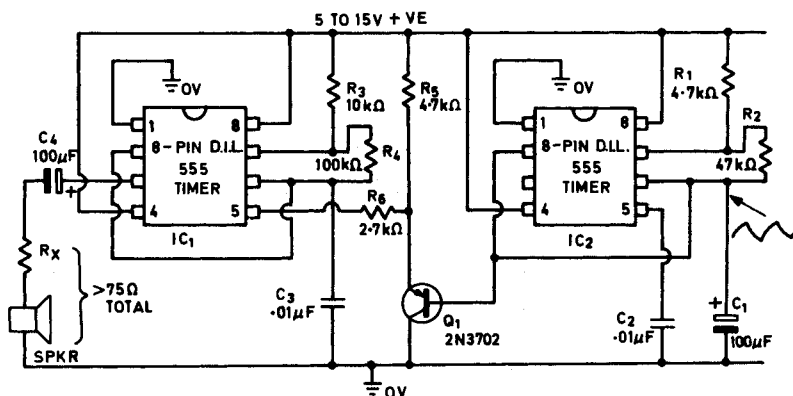 5 TO 15V + VE
0V
1
8
8-PIN D.I.L.
555
TIMER
4
5
IC1
C4
100μF
+
RX
>75Ω
TOTAL
SPKR
R3
10kΩ
100kΩ
R4
R6
2·7kΩ
C3
·01μF
R5
4·7kΩ
Q1
2N3702
0V
0V
1
8
8-PIN D.I.L.
555
TIMER
4
5
IC2
R1
4·7kΩ
R2
47kΩ
C2
·01μF
+
C1
100μF